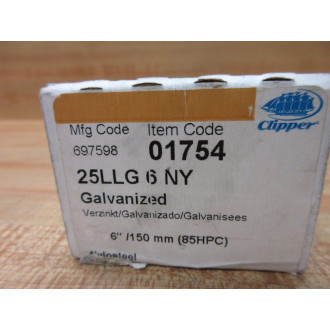 Mfg Code Item Code
697598 01754
Clipper
25LLG 6 NY
Galvanized
Verzinkt/Galvanizado/Galvanisees
6" /150 mm (85HPC)